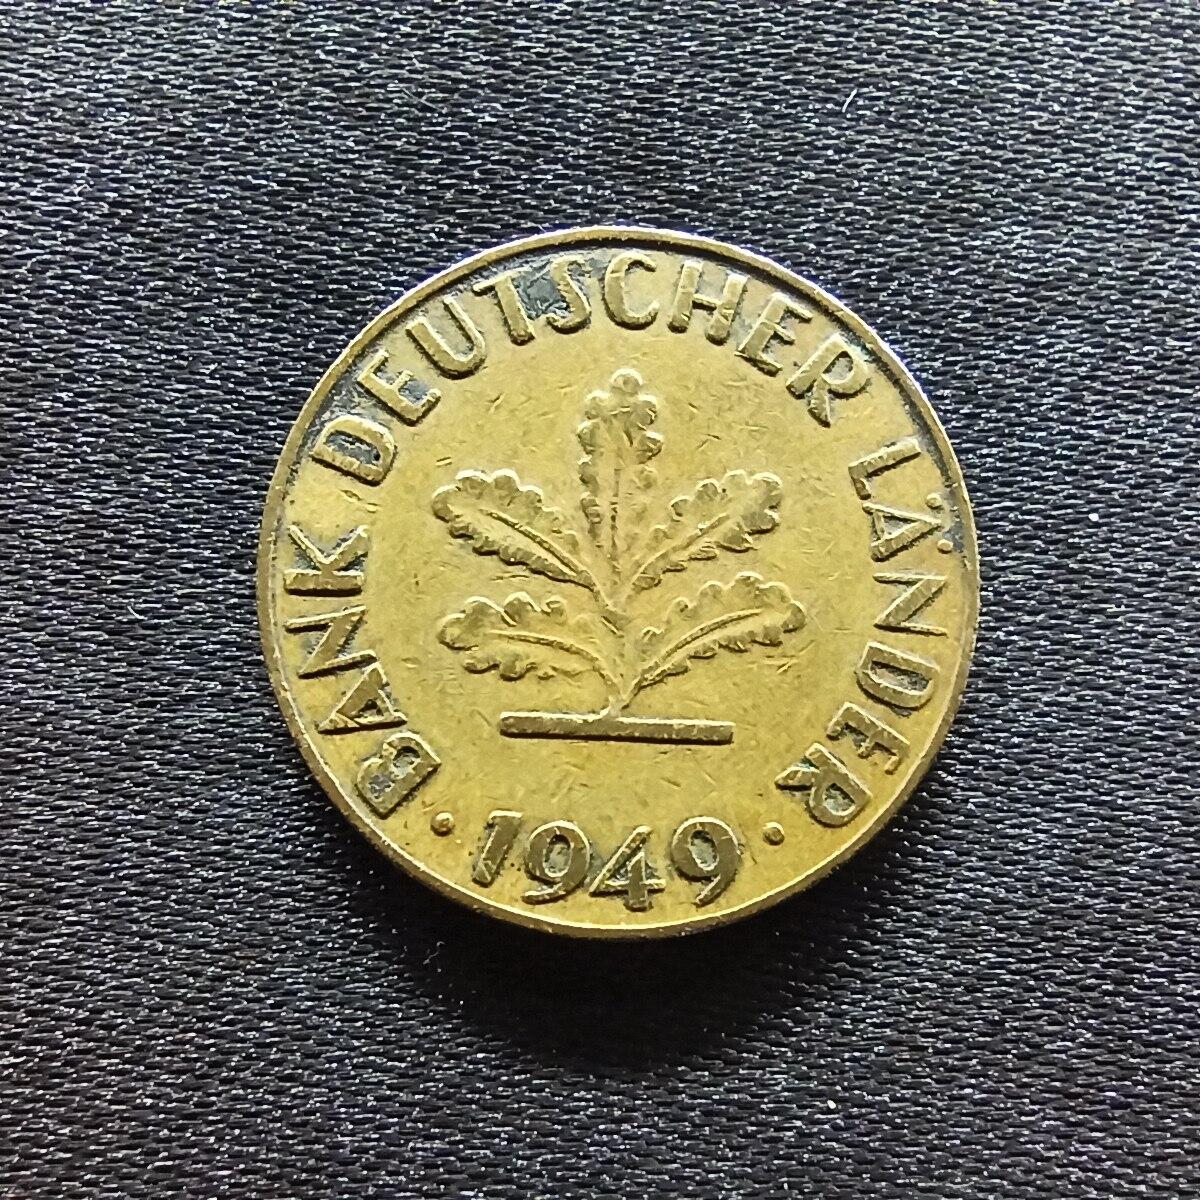 BANK DEUTSCHER LÄNDER
· 1949 ·